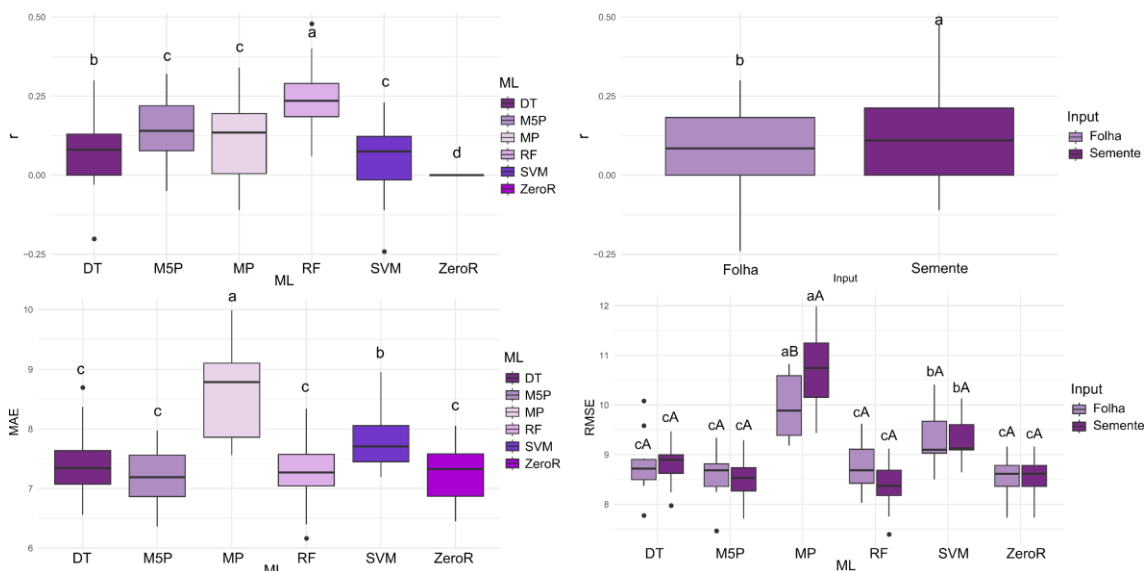 0.50
0.25
0.00
−0.25
r
b
c
c
a
c
d
DT
M5P
MP
RF
SVM
ZeroR
ML
ML
DT
M5P
MP
RF
SVM
ZeroR
0.50
0.25
0.00
−0.25
r
b
a
Folha
Semente
Input
Input
Folha
Semente
10
9
8
7
6
MAE
c
c
a
c
b
c
DT
M5P
MP
RF
SVM
ZeroR
ML
ML
DT
M5P
MP
RF
SVM
ZeroR
12
11
10
9
8
RMSE
cA
cA
cA
cA
aB
aA
cA
cA
bA
bA
cA
cA
DT
M5P
MP
RF
SVM
ZeroR
ML
Input
Folha
Semente